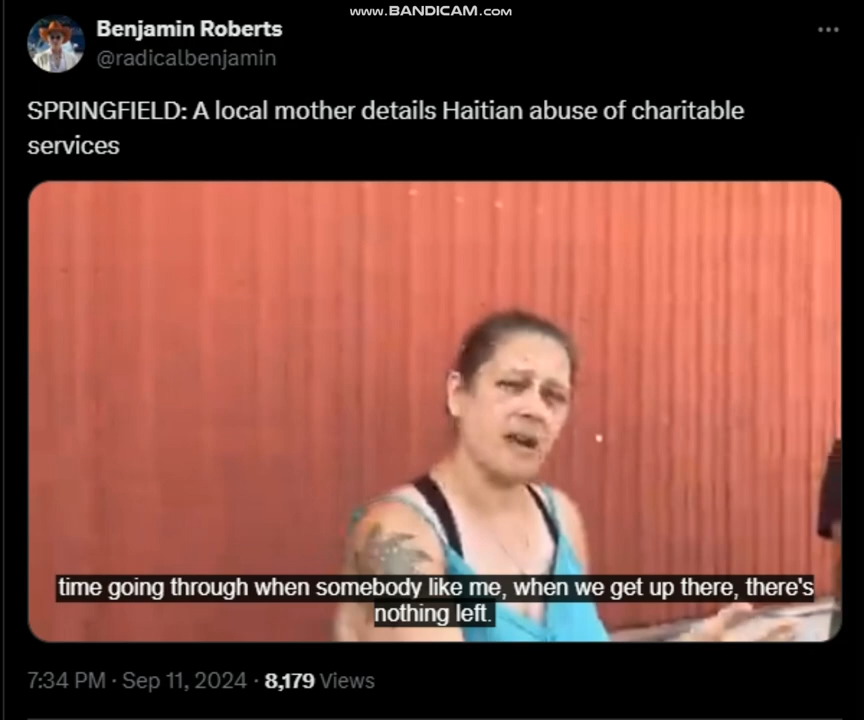 www.BANDICAM.com
Benjamin Roberts
@radicalbenjamin
SPRINGFIELD: A local mother details Haitian abuse of charitable
services
time going through when somebody like me, when we get up there, there's
nothing left.
7:34 PM · Sep 11, 2024 · 8,179 Views